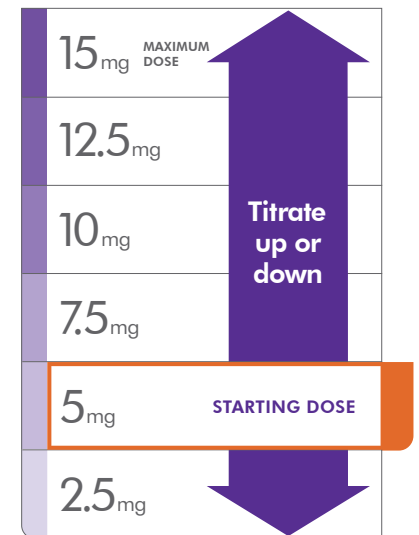 15mg MAXIMUM
DOSE
12.5mg
10mg
Titrate
up or
down
7.5mg
5mg STARTING DOSE
2.5mg